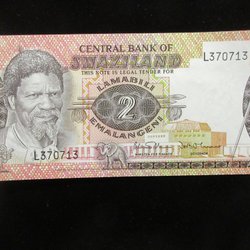 CENTRAL BANK OF
SWAZILAND
THIS NOTE IS LEGAL TENDER FOR
L370713
LAMABILI
2
EMALANGENI
L370713